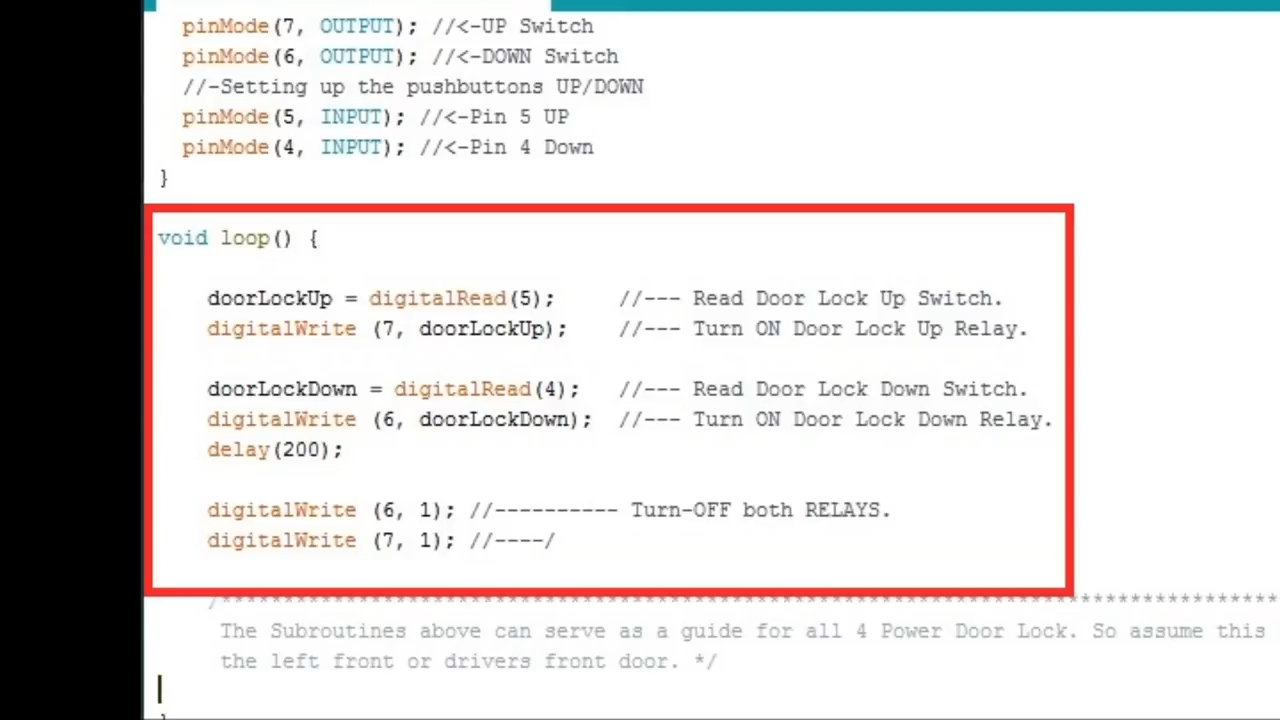 pinMode(7, OUTPUT); //<-UP Switch
pinMode(6, OUTPUT); //<-DOWN Switch
//-Setting up the pushbuttons UP/DOWN
pinMode(5, INPUT); //<-Pin 5 UP
pinMode(4, INPUT); //<-Pin 4 Down
}
void loop() {
doorLockUp = digitalRead(5); //--- Read Door Lock Up Switch.
digitalWrite (7, doorLockUp); //--- Turn ON Door Lock Up Relay.
doorLockDown = digitalRead(4); //--- Read Door Lock Down Switch.
digitalWrite (6, doorLockDown); //--- Turn ON Door Lock Down Relay.
delay(200);
digitalWrite (6, 1); //---------- Turn-OFF both RELAYS.
digitalWrite (7, 1); //----/
/*************************************************************************************
The Subroutines above can serve as a guide for all 4 Power Door Lock. So assume this
the left front or drivers front door. */